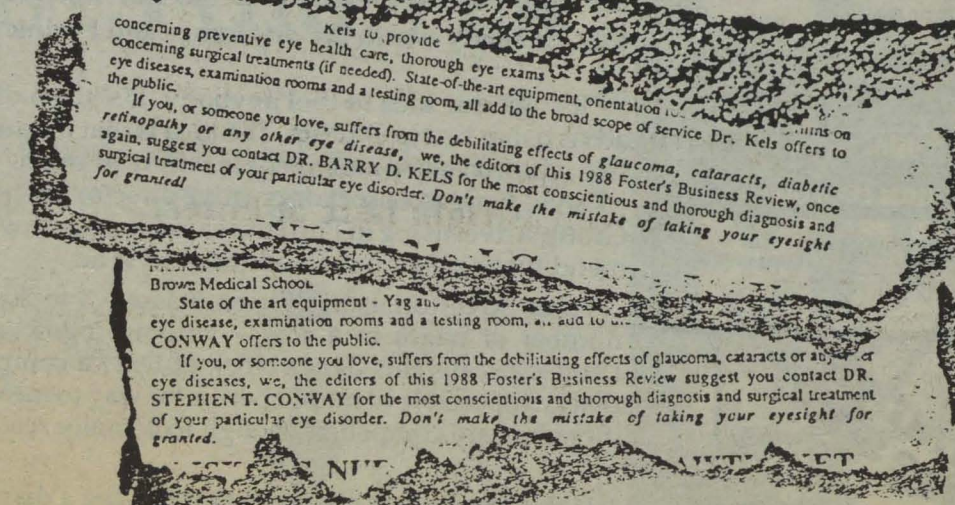 Kels to provide
concerning preventive eye health care, thorough eye exams
concerning surgical treatments (if needed). State-of-the-art equipment, orientation
eye diseases, examination rooms and a testing room, all add to the broad scope of service Dr. Kels offers to
the public.
If you, or someone you love, suffers from the debilitating effects of glaucoma, cataracts, diabetic
retinopathy or any other eye disease, we, the editors of this 1988 Foster's Business Review, once
again, suggest you contact DR. BARRY D. KELS for the most conscientious and thorough diagnosis and
surgical treatment of your particular eye disorder. Don't make the mistake of taking your eyesight
for granted!
Brown Medical School.
State of the art equipment - Yag
eye disease, examination rooms and a testing room,
CONWAY offers to the public.
If you, or someone you love, suffers from the debilitating effects of glaucoma, cataracts or
eye diseases, we, the editors of this 1988 Foster's Business Review suggest you contact DR.
STEPHEN T. CONWAY for the most conscientious and thorough diagnosis and surgical treatment
of your particular eye disorder. Don't make the mistake of taking your eyesight for
granted.